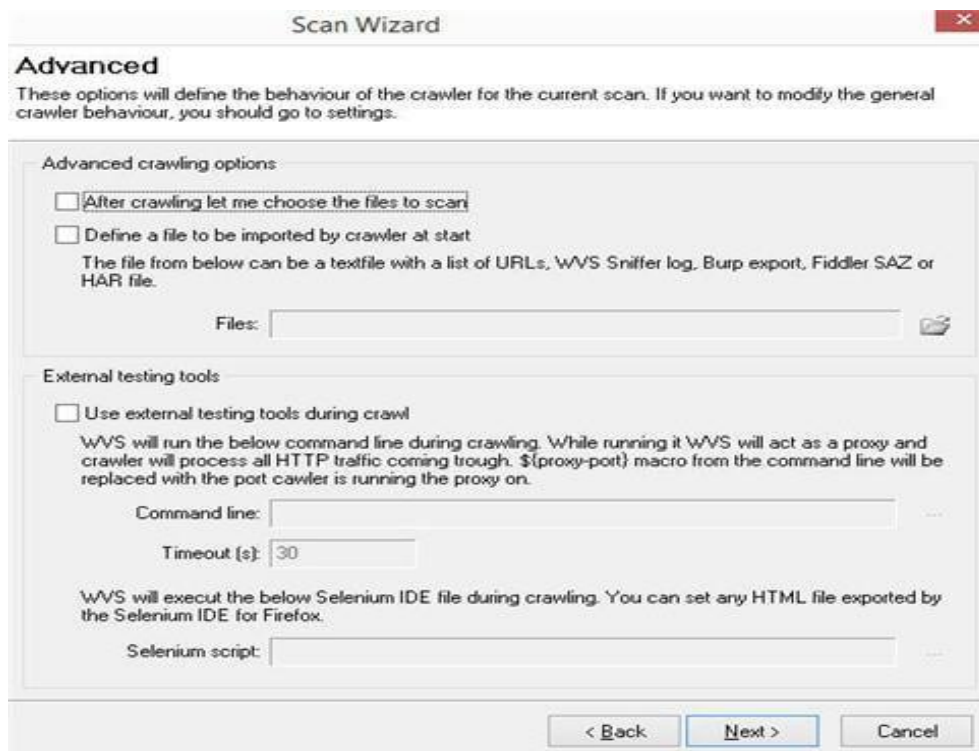 Scan Wizard
Advanced
These options will define the behaviour of the crawler for the current scan. If you want to modify the general
crawler behaviour, you should go to settings.
Advanced crawling options
After crawling let me choose the files to scan
Define a file to be imported by crawler at start
The file from below can be a textfile with a list of URLs, WVS Sniffer log, Burp export, Fiddler SAZ or
HAR file.
Files:
External testing tools
Use external testing tools during crawl
WVS will run the below command line during crawling. While running it WVS will act as a proxy and
crawler will process all HTTP traffic coming trough. ${proxy-port} macro from the command line will be
replaced with the port cawler is running the proxy on.
Command line:
...
Timeout (s): 30
WVS will execute the below Selenium IDE file during crawling. You can set any HTML file exported by
the Selenium IDE for Firefox.
Selenium script:
...
< Back Next > Cancel